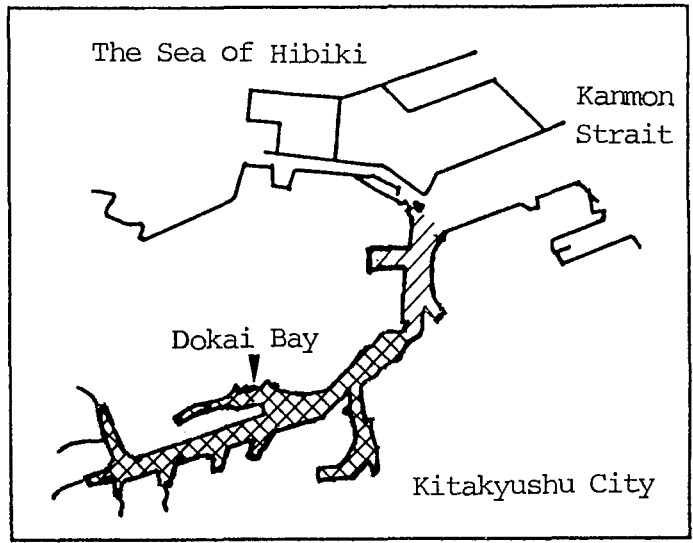 The Sea of Hibiki
Kanmon
Strait
Dokai Bay
Kitakyushu City